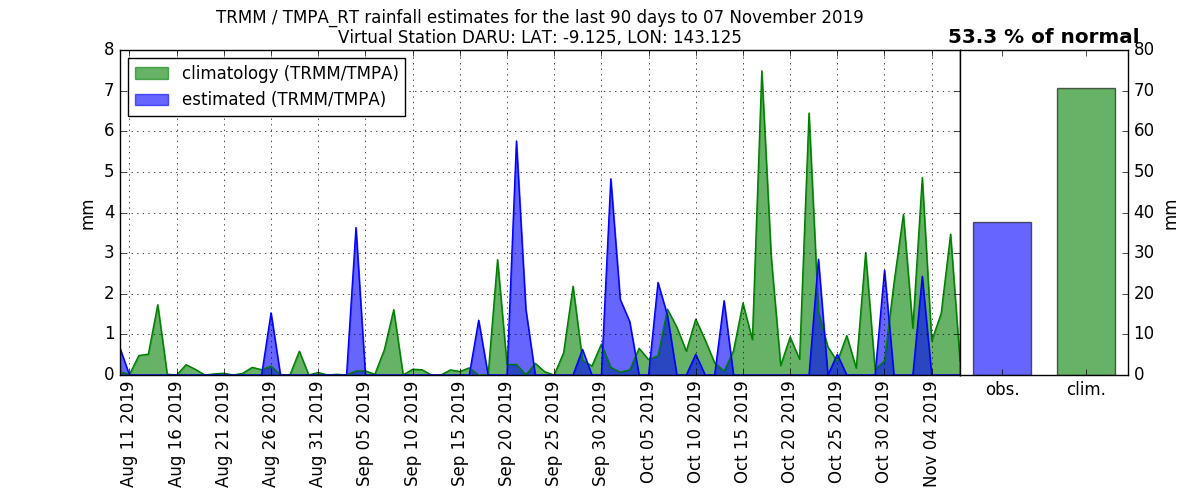 TRMM / TMPA_RT rainfall estimates for the last 90 days to 07 November 2019
Virtual Station DARU: LAT: -9.125, LON: 143.125
53.3 % of normal
climatology (TRMM/TMPA)
estimated (TRMM/TMPA)
8
7
6
5
4
3
2
1
0
mm
Aug 11 2019
Aug 16 2019
Aug 21 2019
Aug 26 2019
Aug 31 2019
Sep 05 2019
Sep 10 2019
Sep 15 2019
Sep 20 2019
Sep 25 2019
Sep 30 2019
Oct 05 2019
Oct 10 2019
Oct 15 2019
Oct 20 2019
Oct 25 2019
Oct 30 2019
Nov 04 2019
obs.
clim.
80
70
60
50
40
30
20
10
0
mm